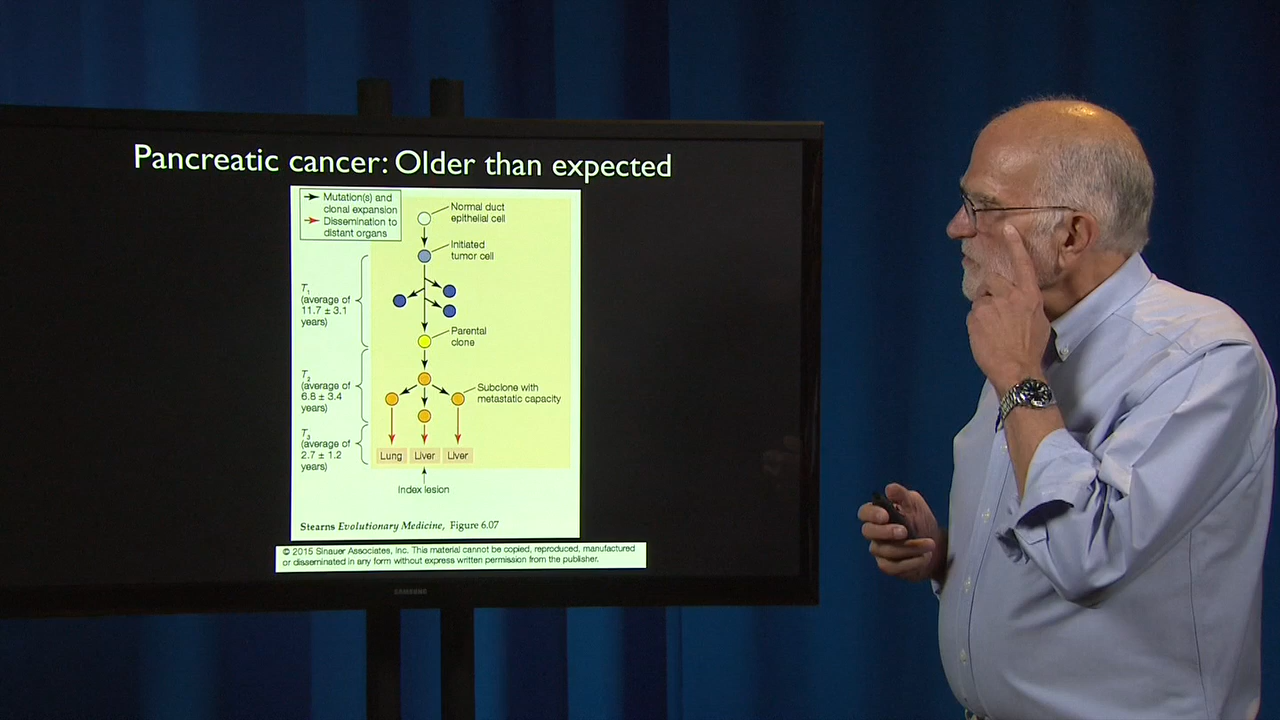 Pancreatic cancer: Older than expected
Mutation(s) and
clonal expansion
Dissemination to
distant organs
Normal duct
epithelial cell
Initiated
tumor cell
T1
(average of
11.7 ± 3.1
years)
Parental
clone
T2
(average of
6.8 ± 3.4
years)
Subclone with
metastatic capacity
T3
(average of
2.7 ± 1.2
years)
Lung Liver Liver
Index lesion
Stearns Evolutionary Medicine, Figure 6.07
© 2015 Sinauer Associates, Inc. This material cannot be copied, reproduced, manufactured
or disseminated in any form without express written permission from the publisher.
SAMSUNG